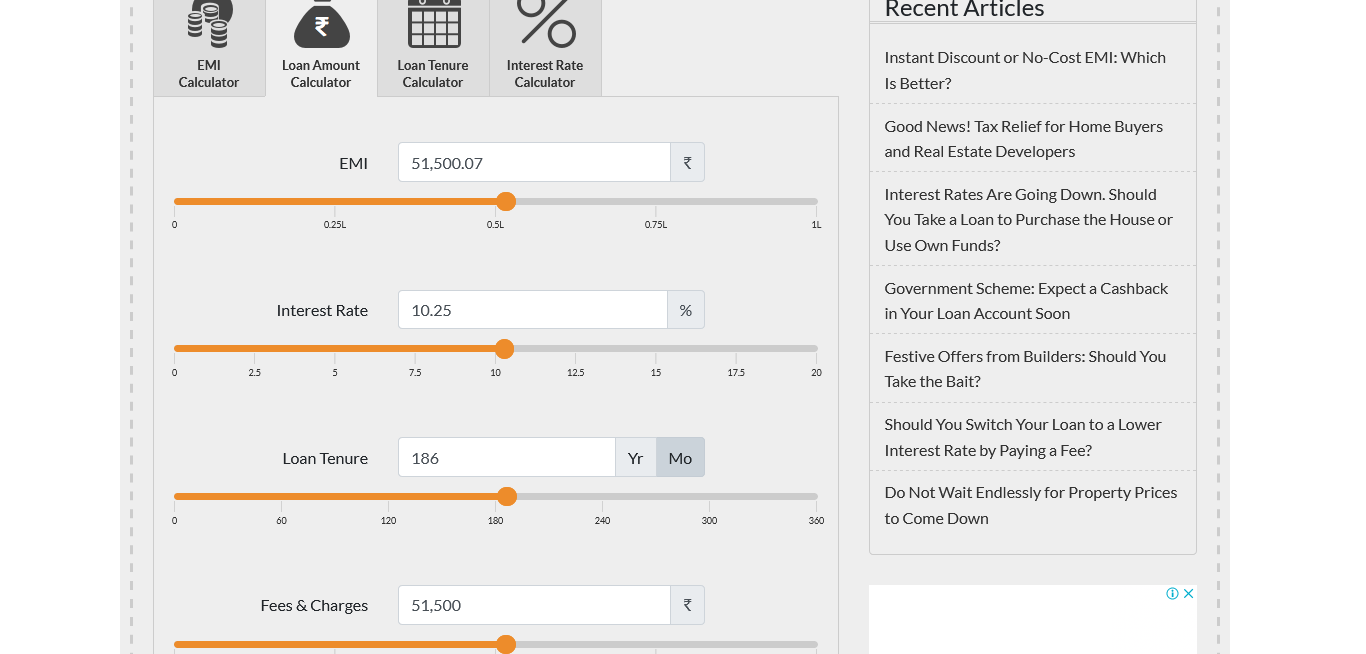 EMI
Calculator
Loan Amount
Calculator
Loan Tenure
Calculator
Interest Rate
Calculator
EMI
51,500.07
₹
0
0.25L
0.5L
0.75L
1L
Interest Rate
10.25
%
0
2.5
5
7.5
10
12.5
15
17.5
20
Loan Tenure
186
Yr
Mo
0
60
120
180
240
300
360
Fees & Charges
51,500
₹
Recent Articles
Instant Discount or No-Cost EMI: Which
Is Better?
Good News! Tax Relief for Home Buyers
and Real Estate Developers
Interest Rates Are Going Down. Should
You Take a Loan to Purchase the House or
Use Own Funds?
Government Scheme: Expect a Cashback
in Your Loan Account Soon
Festive Offers from Builders: Should You
Take the Bait?
Should You Switch Your Loan to a Lower
Interest Rate by Paying a Fee?
Do Not Wait Endlessly for Property Prices
to Come Down